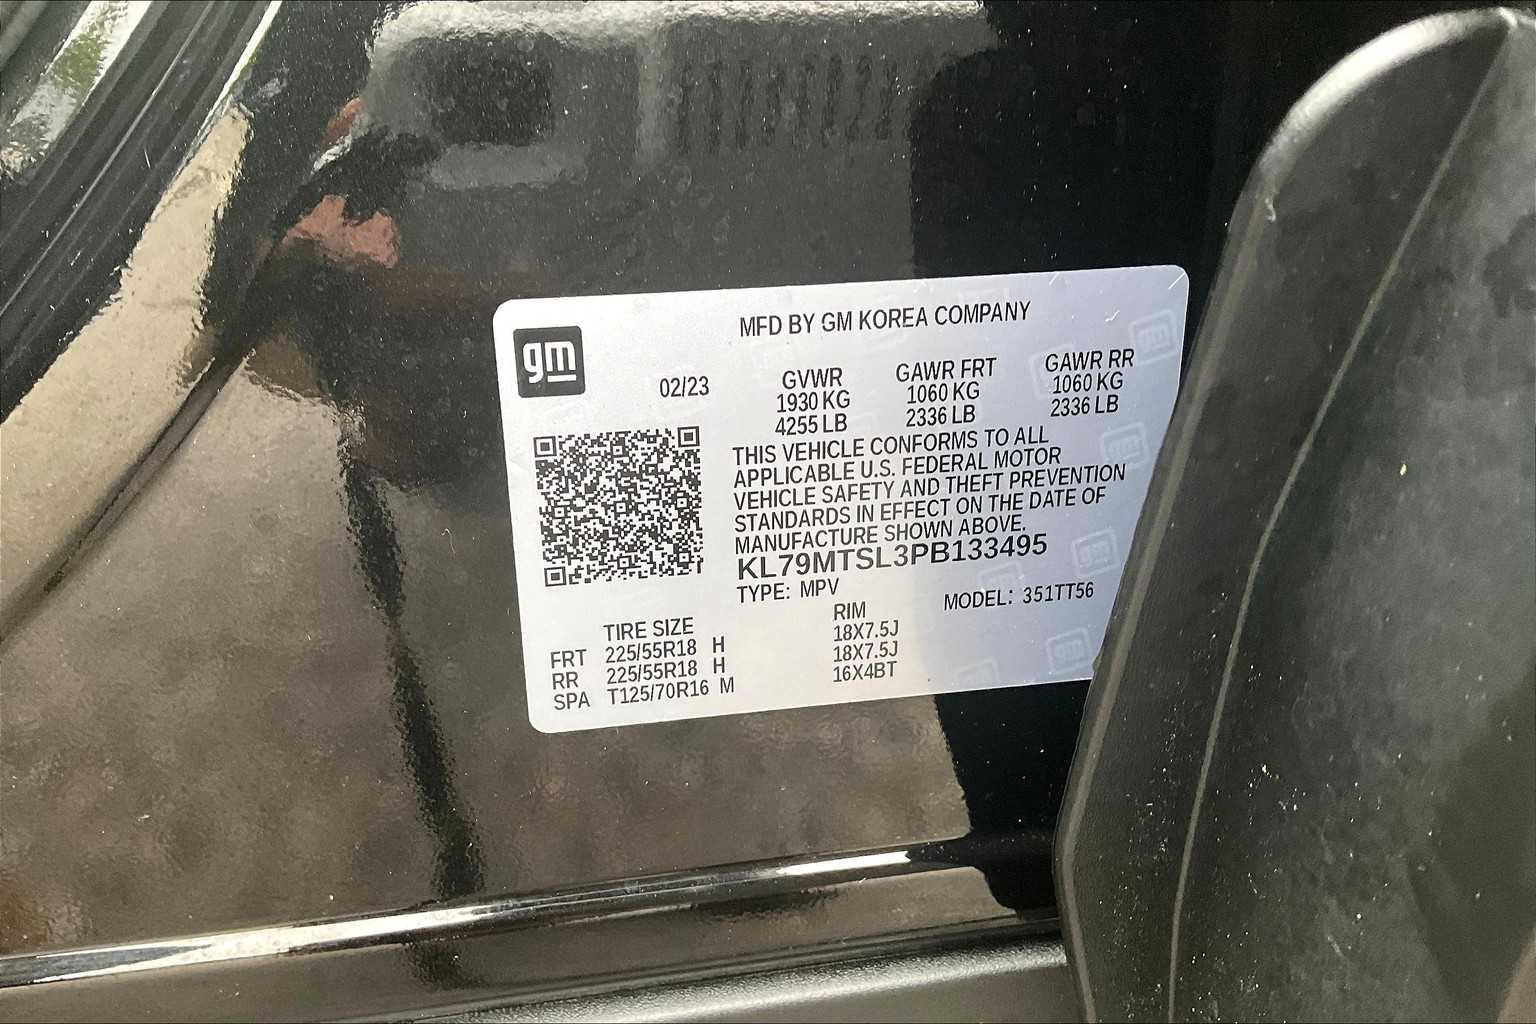 gm
MFD BY GM KOREA COMPANY
02/23
GVWR GAWR FRT GAWR RR
1930 KG 1060 KG 1060 KG
4255 LB 2336 LB 2336 LB
THIS VEHICLE CONFORMS TO ALL
APPLICABLE U.S. FEDERAL MOTOR
VEHICLE SAFETY AND THEFT PREVENTION
STANDARDS IN EFFECT ON THE DATE OF
MANUFACTURE SHOWN ABOVE.
KL79MTSL3PB133495
TYPE: MPV MODEL: 351TT56
TIRE SIZE RIM
FRT 225/55R18 H 18X7.5J
RR 225/55R18 H 18X7.5J
SPA T125/70R16 M 16X4BT